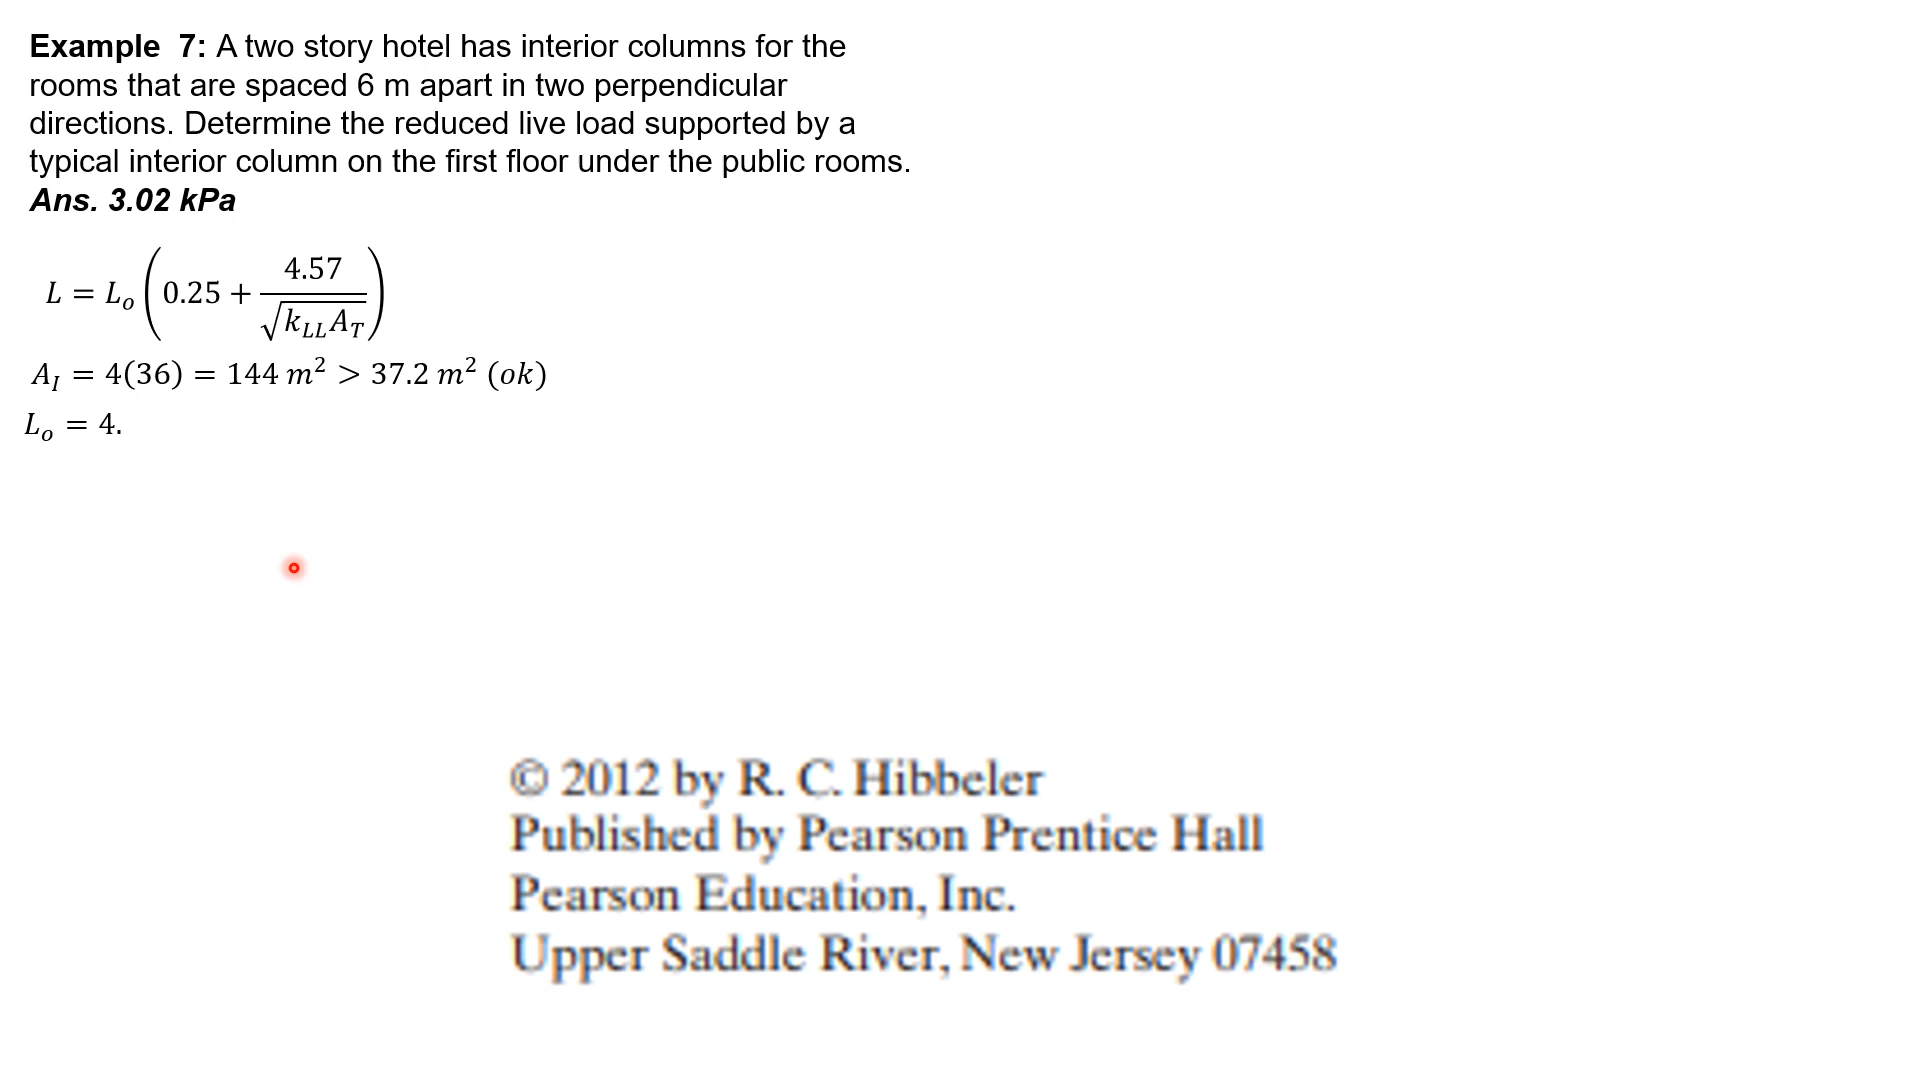 Example 7: A two story hotel has interior columns for the
rooms that are spaced 6 m apart in two perpendicular
directions. Determine the reduced live load supported by a
typical interior column on the first floor under the public rooms.
Ans. 3.02 kPa
L = Lₒ(0.25 + 4.57/√(k_LL A_T))
A_I = 4(36) = 144 m² > 37.2 m² (ok)
Lₒ = 4.
© 2012 by R. C. Hibbeler
Published by Pearson Prentice Hall
Pearson Education, Inc.
Upper Saddle River, New Jersey 07458